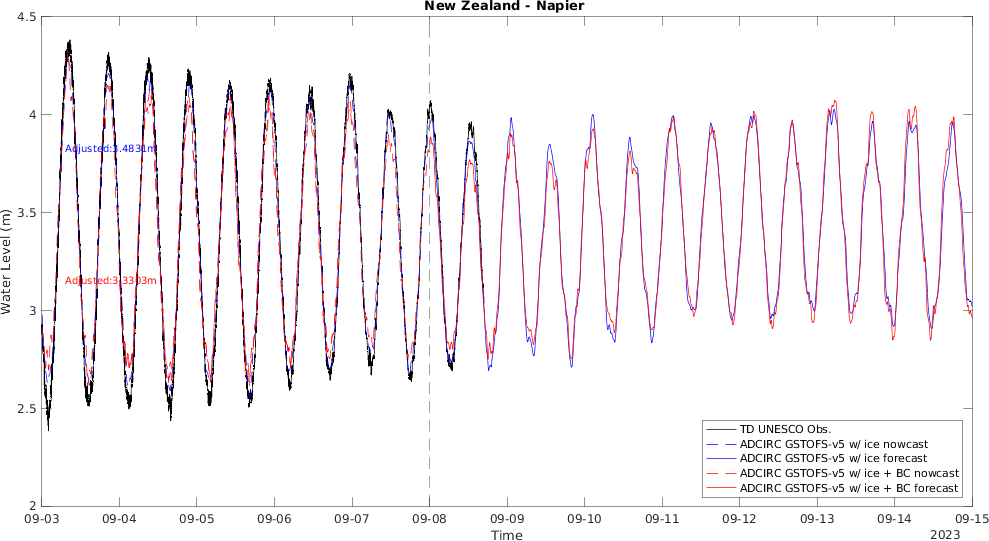 New Zealand - Napier
4.5
4
3.5
3
2.5
2
Water Level (m)
Adjusted:3.4831m
Adjusted:3.3303m
TD UNESCO Obs.
ADCIRC GSTOFS-v5 w/ ice nowcast
ADCIRC GSTOFS-v5 w/ ice forecast
ADCIRC GSTOFS-v5 w/ ice + BC nowcast
ADCIRC GSTOFS-v5 w/ ice + BC forecast
09-03 09-04 09-05 09-06 09-07 09-08 09-09 09-10 09-11 09-12 09-13 09-14 09-15
Time
2023